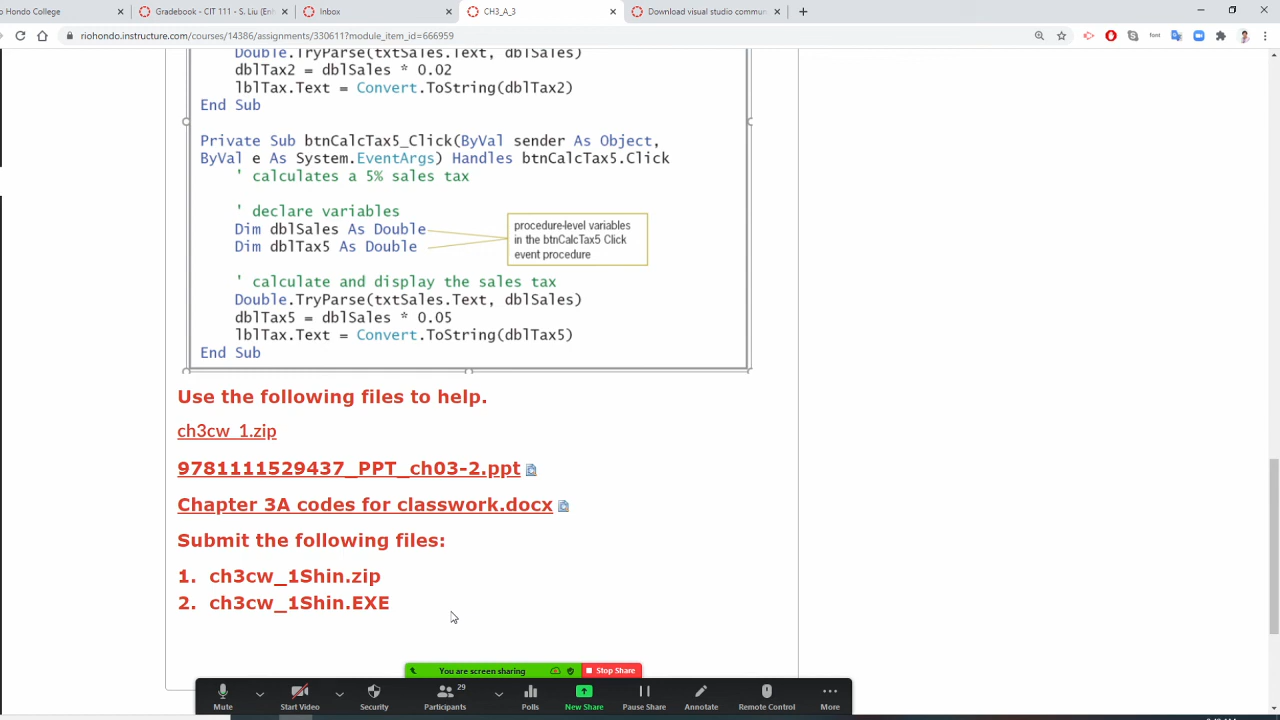 o Hondo College
Gradebook - CIT 111 - S. Liu (Ent
Inbox
CH3_A_3
Download visual studio commun
riohondo.instructure.com/courses/14386/assignments/330611?module_item_id=666959
Double.TryParse(txtSales.Text, dblSales)
dblTax2 = dblSales * 0.02
lblTax.Text = Convert.ToString(dblTax2)
End Sub
Private Sub btnCalcTax5_Click(ByVal sender As Object,
ByVal e As System.EventArgs) Handles btnCalcTax5.Click
' calculates a 5% sales tax
' declare variables
Dim dblSales As Double
Dim dblTax5 As Double
procedure-level variables
in the btnCalcTax5 Click
event procedure
' calculate and display the sales tax
Double.TryParse(txtSales.Text, dblSales)
dblTax5 = dblSales * 0.05
lblTax.Text = Convert.ToString(dblTax5)
End Sub
Use the following files to help.
ch3cw_1.zip
9781111529437_PPT_ch03-2.ppt
Chapter 3A codes for classwork.docx
Submit the following files:
1. ch3cw_1Shin.zip
2. ch3cw_1Shin.EXE
You are screen sharing
Stop Share
29
Mute
Start Video
Security
Participants
Polls
New Share
Pause Share
Annotate
Remote Control
More